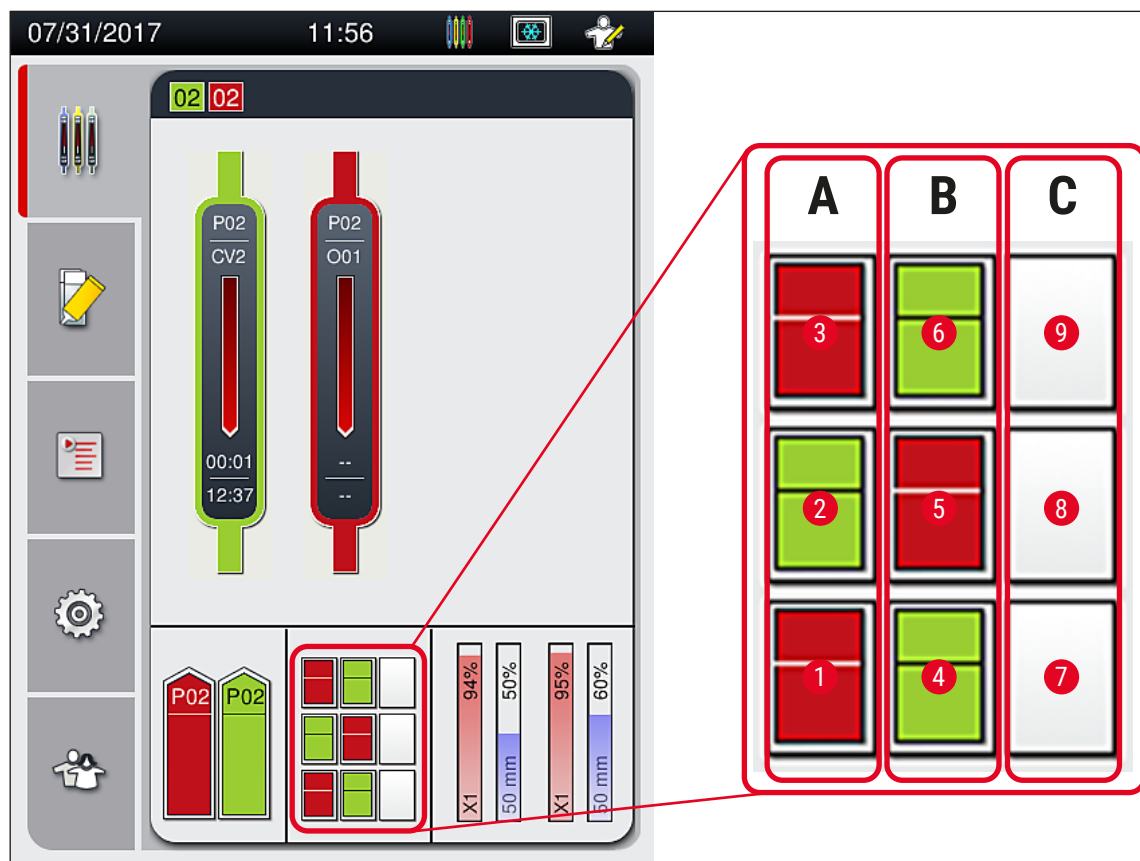 07/31/2017 11:56
02 02
P02 P02
CV2 O01
00:01 --
12:37 --
P02 P02
X1 94%
50 mm 50%
X1 95%
50 mm 60%
A B C
3 6 9
2 5 8
1 4 7